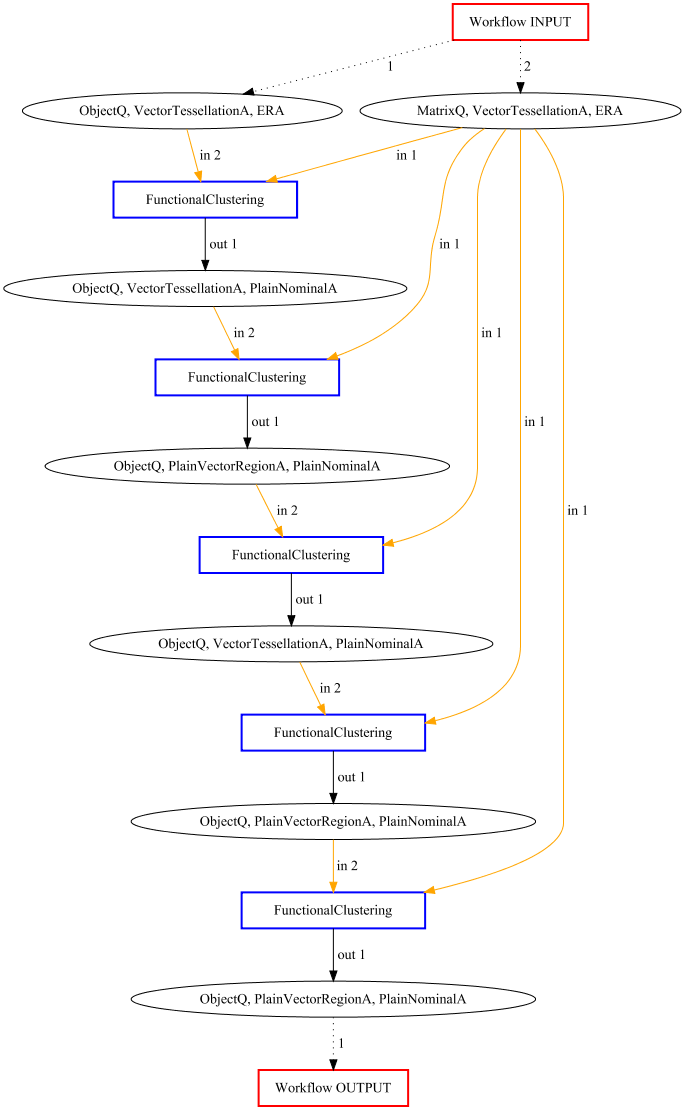 Workflow INPUT
1
2
ObjectQ, VectorTessellationA, ERA
MatrixQ, VectorTessellationA, ERA
in 2
in 1
FunctionalClustering
out 1
in 1
ObjectQ, VectorTessellationA, PlainNominalA
in 2
in 1
FunctionalClustering
out 1
in 1
ObjectQ, PlainVectorRegionA, PlainNominalA
in 2
in 1
FunctionalClustering
out 1
ObjectQ, VectorTessellationA, PlainNominalA
in 2
FunctionalClustering
out 1
ObjectQ, PlainVectorRegionA, PlainNominalA
in 2
FunctionalClustering
out 1
ObjectQ, PlainVectorRegionA, PlainNominalA
1
Workflow OUTPUT